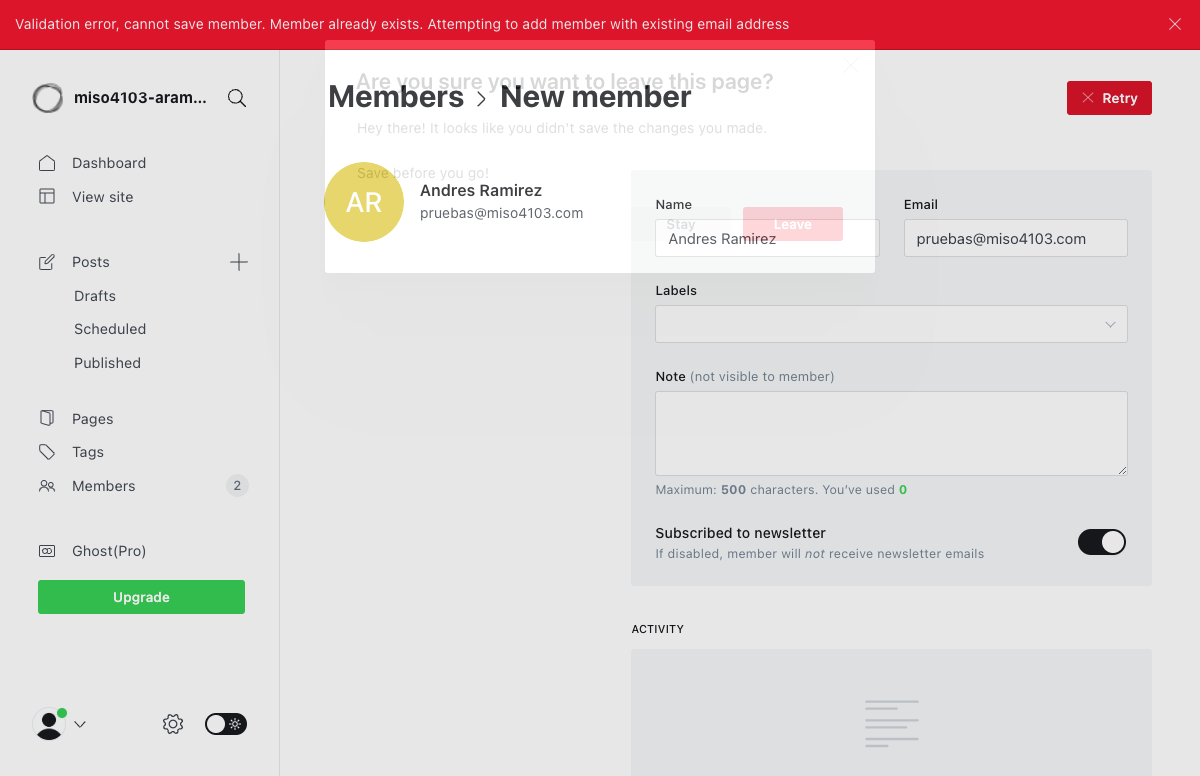 Validation error, cannot save member. Member already exists. Attempting to add member with existing email address
miso4103-aram...
Dashboard
View site
Posts
Drafts
Scheduled
Published
Pages
Tags
Members 2
Ghost(Pro)
Upgrade
Are you sure you want to leave this page?
Members > New member
Retry
Hey there! It looks like you didn't save the changes you made.
Save before you go!
Stay
Leave
AR
Andres Ramirez
pruebas@miso4103.com
Name
Andres Ramirez
Email
pruebas@miso4103.com
Labels
Note (not visible to member)
Maximum: 500 characters. You've used 0
Subscribed to newsletter
If disabled, member will not receive newsletter emails
ACTIVITY